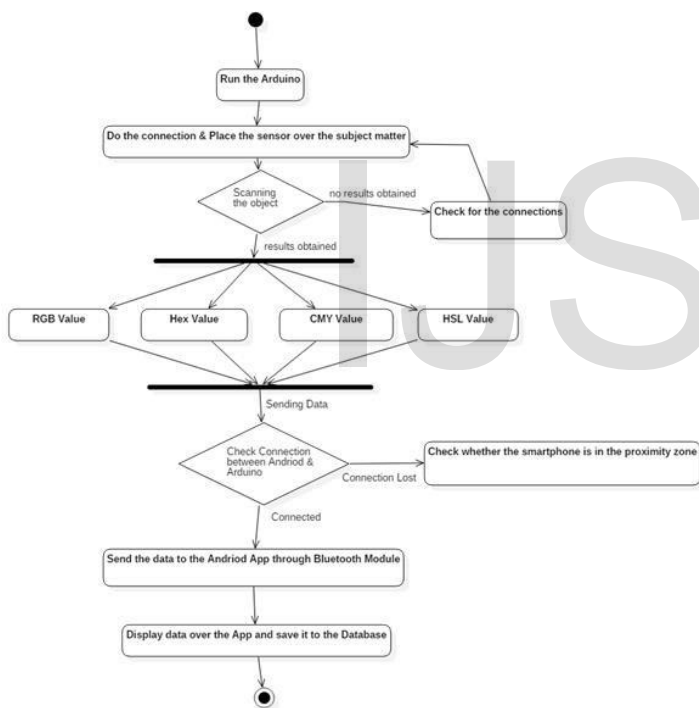 Run the Arduino
Do the connection & Place the sensor over the subject matter
Scanning
the object
no results obtained
Check for the connections
results obtained
RGB Value
Hex Value
CMY Value
HSL Value
Sending Data
Check Connection
between Andriod &
Arduino
Connection Lost
Check whether the smartphone is in the proximity zone
Connected
Send the data to the Andriod App through Bluetooth Module
Display data over the App and save it to the Database
IJS